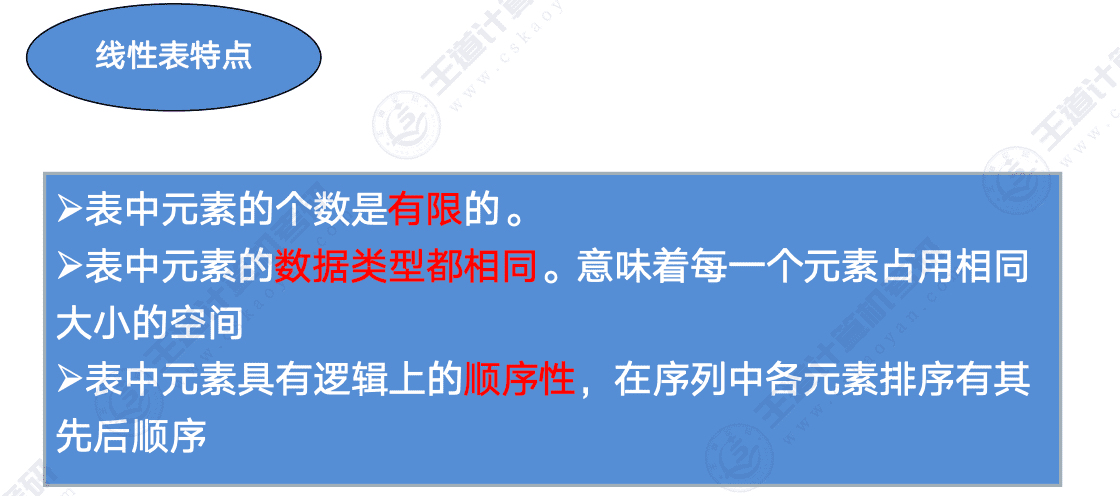 线性表特点
王道计算机考研
www.cskaoyan.com
➢表中元素的个数是有限的。
➢表中元素的数据类型都相同。意味着每一个元素占用相同
大小的空间
➢表中元素具有逻辑上的顺序性，在序列中各元素排序有其
先后顺序